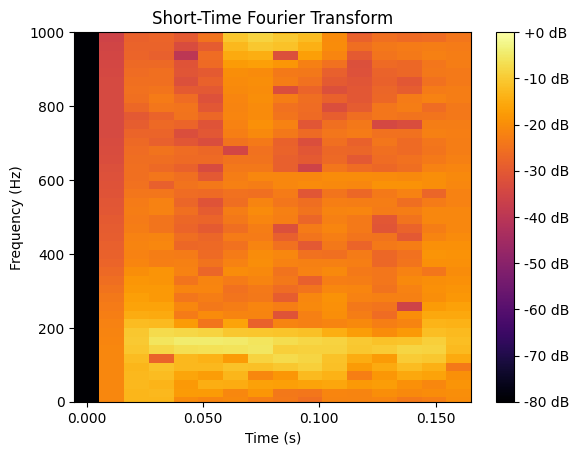 Short-Time Fourier Transform
1000
800
600
400
200
0
Frequency (Hz)
0.000
0.050
0.100
0.150
Time (s)
+0 dB
-10 dB
-20 dB
-30 dB
-40 dB
-50 dB
-60 dB
-70 dB
-80 dB